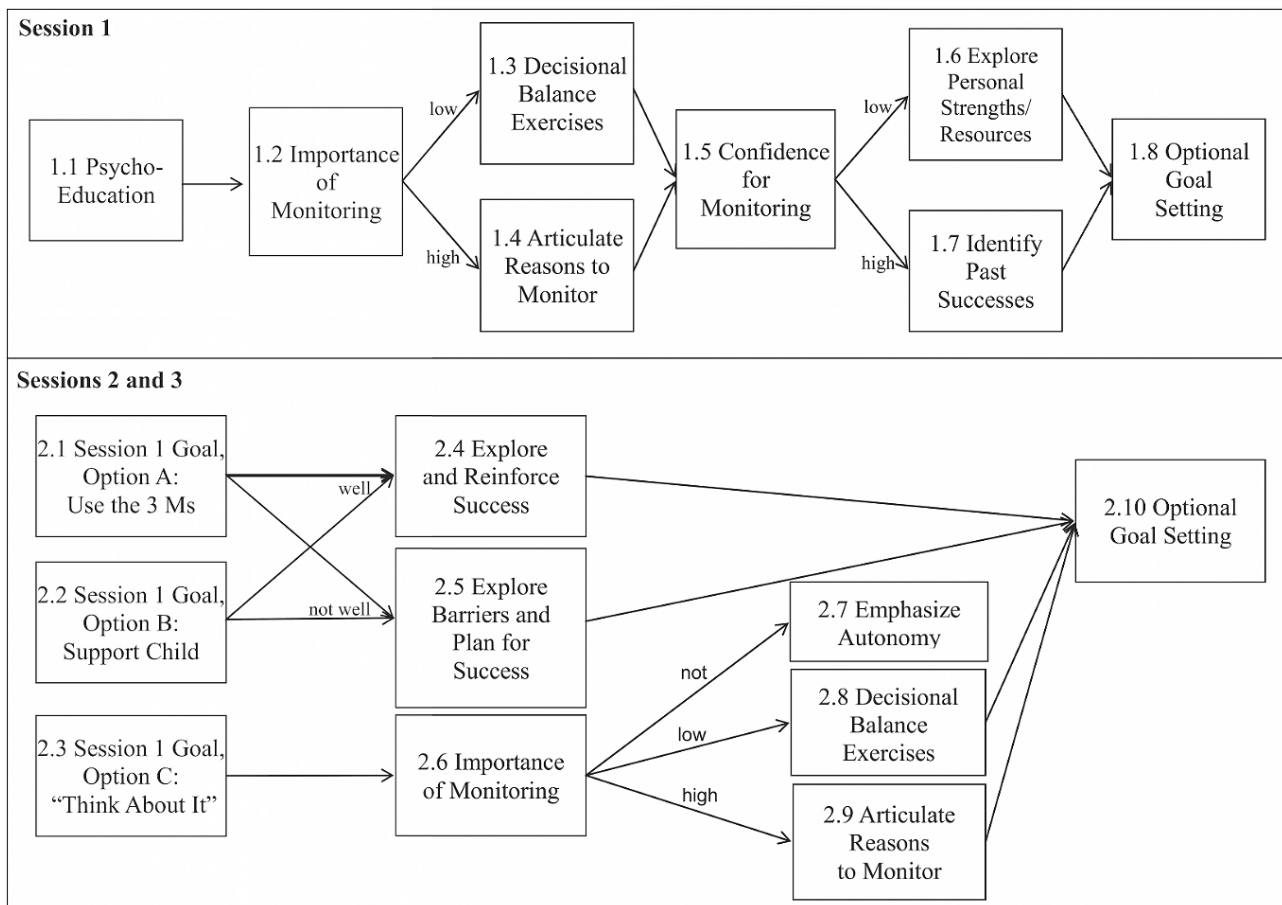 Session 1
1.1 Psycho-
Education
1.2 Importance
of
Monitoring
low
high
1.3 Decisional
Balance
Exercises
1.4 Articulate
Reasons to
Monitor
1.5 Confidence
for
Monitoring
low
high
1.6 Explore
Personal
Strengths/
Resources
1.7 Identify
Past
Successes
1.8 Optional
Goal
Setting
Sessions 2 and 3
2.1 Session 1 Goal,
Option A:
Use the 3 Ms
2.2 Session 1 Goal,
Option B:
Support Child
2.3 Session 1 Goal,
Option C:
“Think About It”
well
not well
2.4 Explore
and Reinforce
Success
2.5 Explore
Barriers and
Plan for
Success
2.6 Importance
of Monitoring
not
low
high
2.7 Emphasize
Autonomy
2.8 Decisional
Balance
Exercises
2.9 Articulate
Reasons
to Monitor
2.10 Optional
Goal Setting